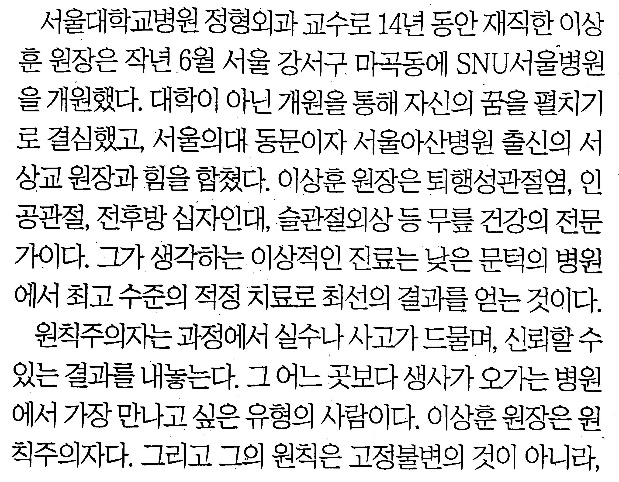 서울대학교병원 정형외과 교수로 14년 동안 재직한 이상
훈 원장은 작년 6월 서울 강서구 마곡동에 SNU서울병원
을 개원했다. 대학이 아닌 개원을 통해 자신의 꿈을 펼치기
로 결심했고, 서울의대 동문이자 서울아산병원 출신의 서
상교 원장과 힘을 합쳤다. 이상훈 원장은 퇴행성관절염, 인
공관절, 전후방 십자인대, 슬관절외상 등 무릎 건강의 전문
가이다. 그가 생각하는 이상적인 진료는 낮은 문턱의 병원
에서 최고 수준의 적정 치료로 최선의 결과를 얻는 것이다.
원칙주의자는 과정에서 실수나 사고가 드물며, 신뢰할 수
있는 결과를 내놓는다. 그 어느 곳보다 생사가 오가는 병원
에서 가장 만나고 싶은 유형의 사람이다. 이상훈 원장은 원
칙주의자다. 그리고 그의 원칙은 고정불변의 것이 아니라,